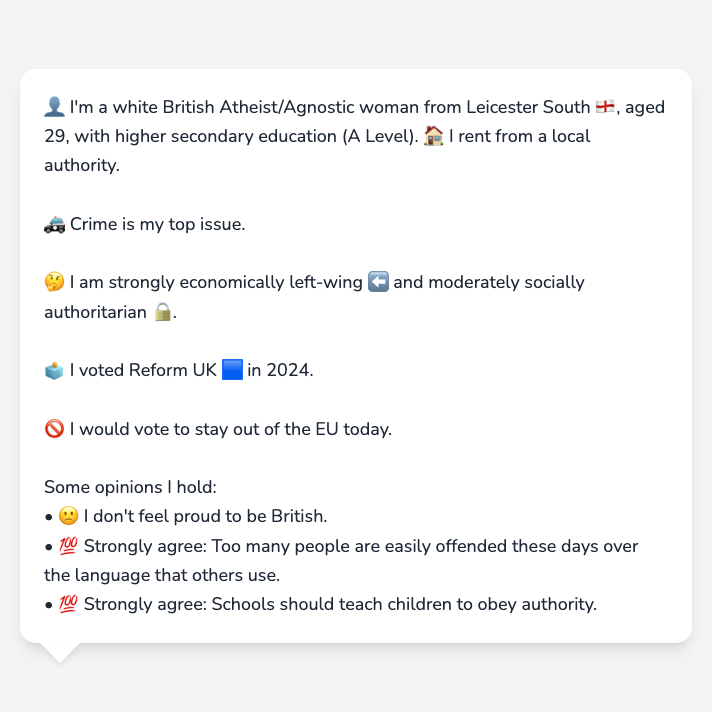 👤 I'm a white British Atheist/Agnostic woman from Leicester South 🏴󠁧󠁢󠁥󠁮󠁧󠁿, aged
29, with higher secondary education (A Level). 🏠 I rent from a local
authority.
🚓 Crime is my top issue.
🤔 I am strongly economically left-wing ⬅️ and moderately socially
authoritarian 🔒.
🗳️ I voted Reform UK 🟦 in 2024.
🚫 I would vote to stay out of the EU today.
Some opinions I hold:
• 🙁 I don't feel proud to be British.
• 💯 Strongly agree: Too many people are easily offended these days over
the language that others use.
• 💯 Strongly agree: Schools should teach children to obey authority.